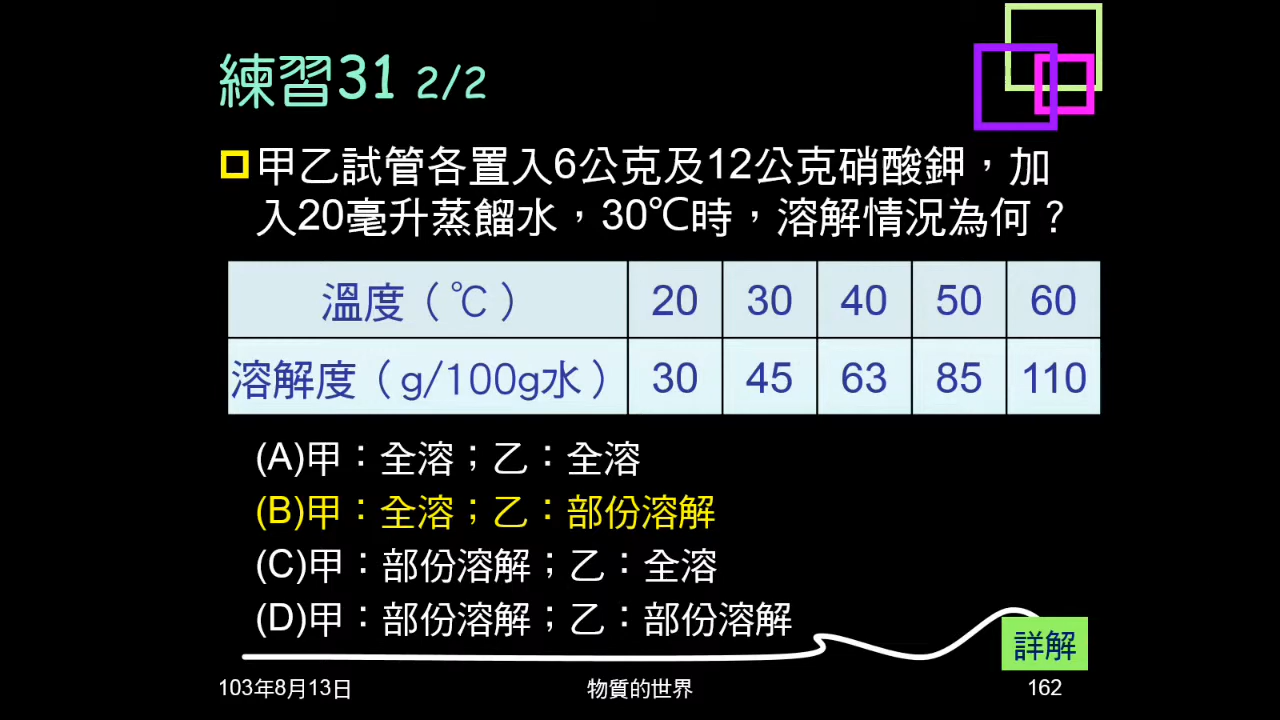 練習31 2/2
甲乙試管各置入6公克及12公克硝酸鉀，加
入20毫升蒸餾水，30℃時，溶解情況為何？
溫度（℃） 20 30 40 50 60
溶解度（g/100g水） 30 45 63 85 110
(A)甲：全溶；乙：全溶
(B)甲：全溶；乙：部份溶解
(C)甲：部份溶解；乙：全溶
(D)甲：部份溶解；乙：部份溶解
詳解
103年8月13日 物質的世界 162